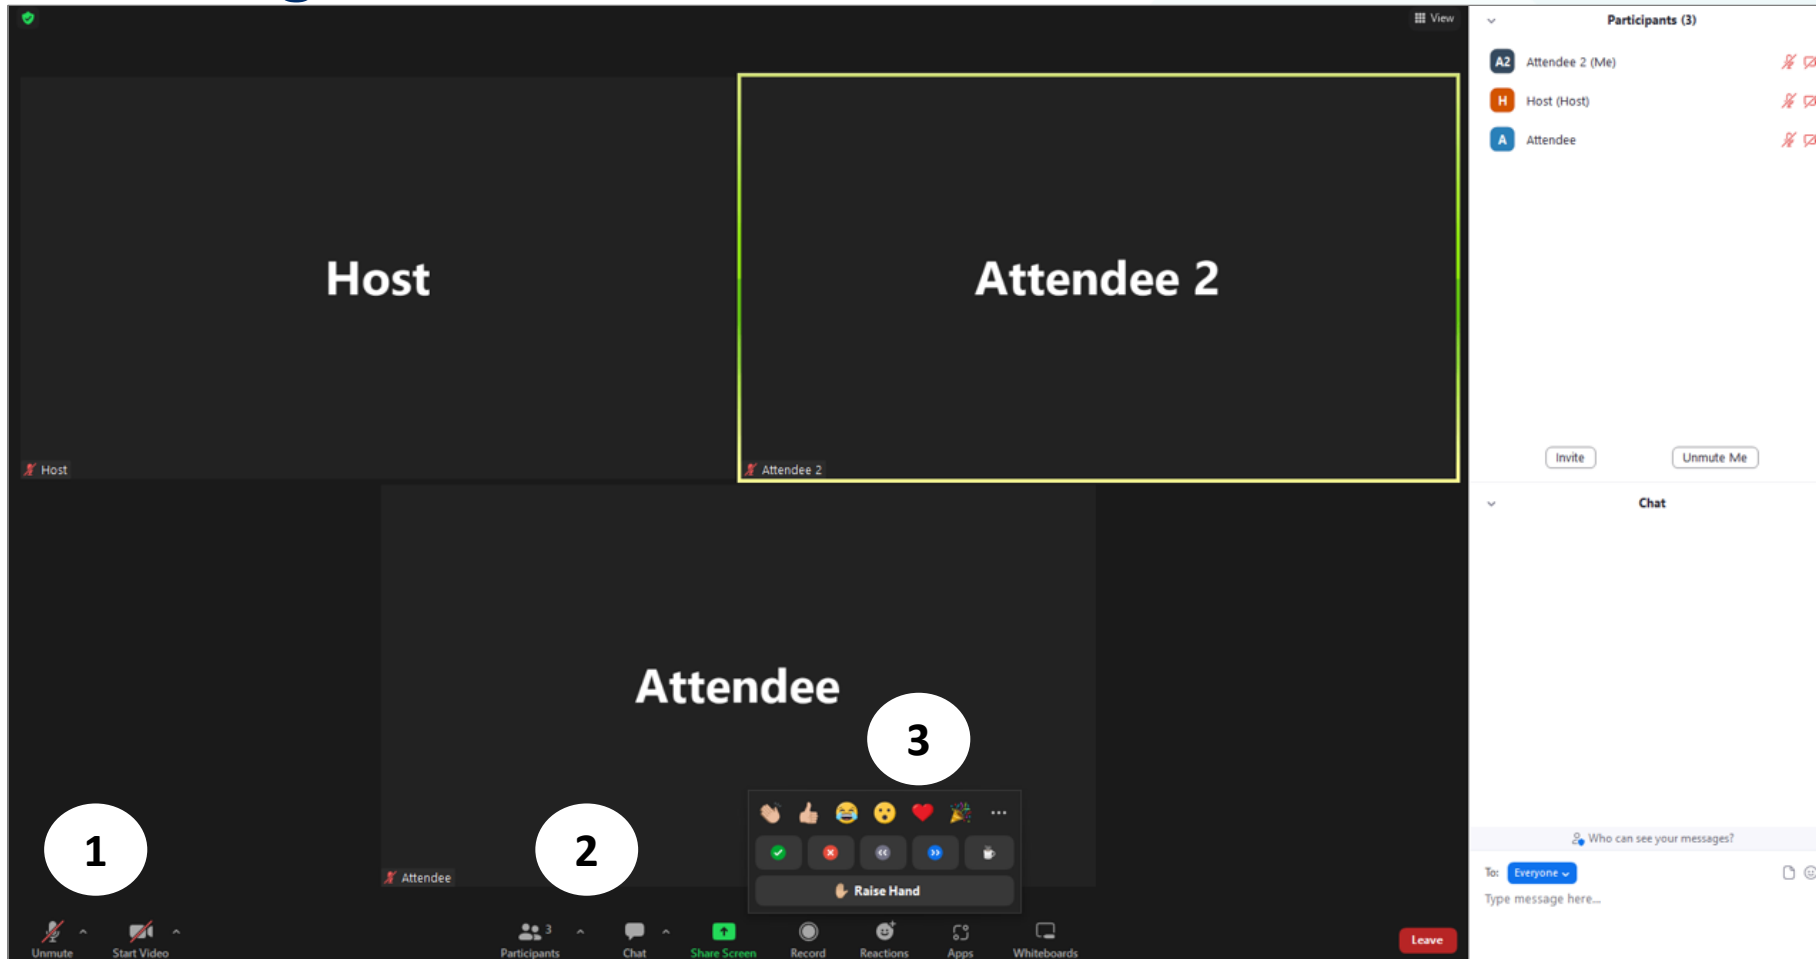 View
Host
Host
Attendee 2
Attendee 2
Attendee
Attendee
1
2
3
Raise Hand
Unmute
Start Video
3
Participants
Chat
Share Screen
Record
Reactions
Apps
Whiteboards
Leave
Participants (3)
A2 Attendee 2 (Me)
H Host (Host)
A Attendee
Invite
Unmute Me
Chat
Who can see your messages?
To: Everyone
Type message here...